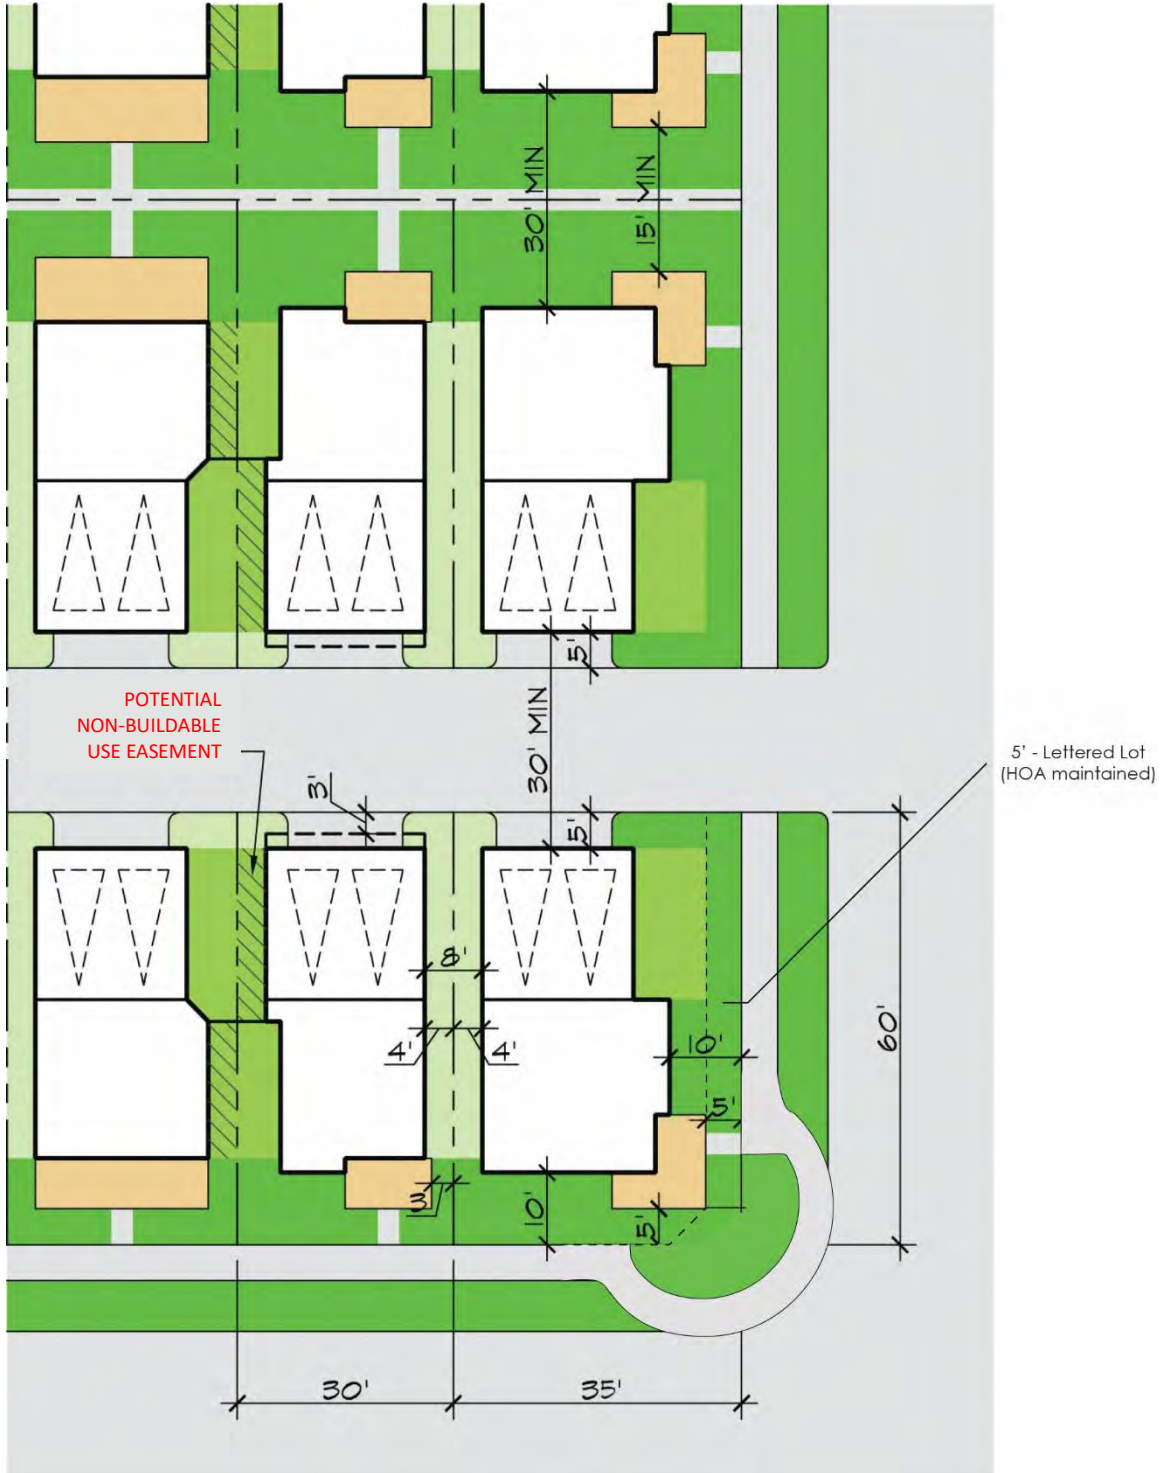 30' MIN
15' MIN
5'
POTENTIAL
NON-BUILDABLE
USE EASEMENT
30' MIN
5' - Lettered Lot
(HOA maintained)
3'
5'
8'
4'
4'
10'
60'
5'
3
10'
5'
30'
35'